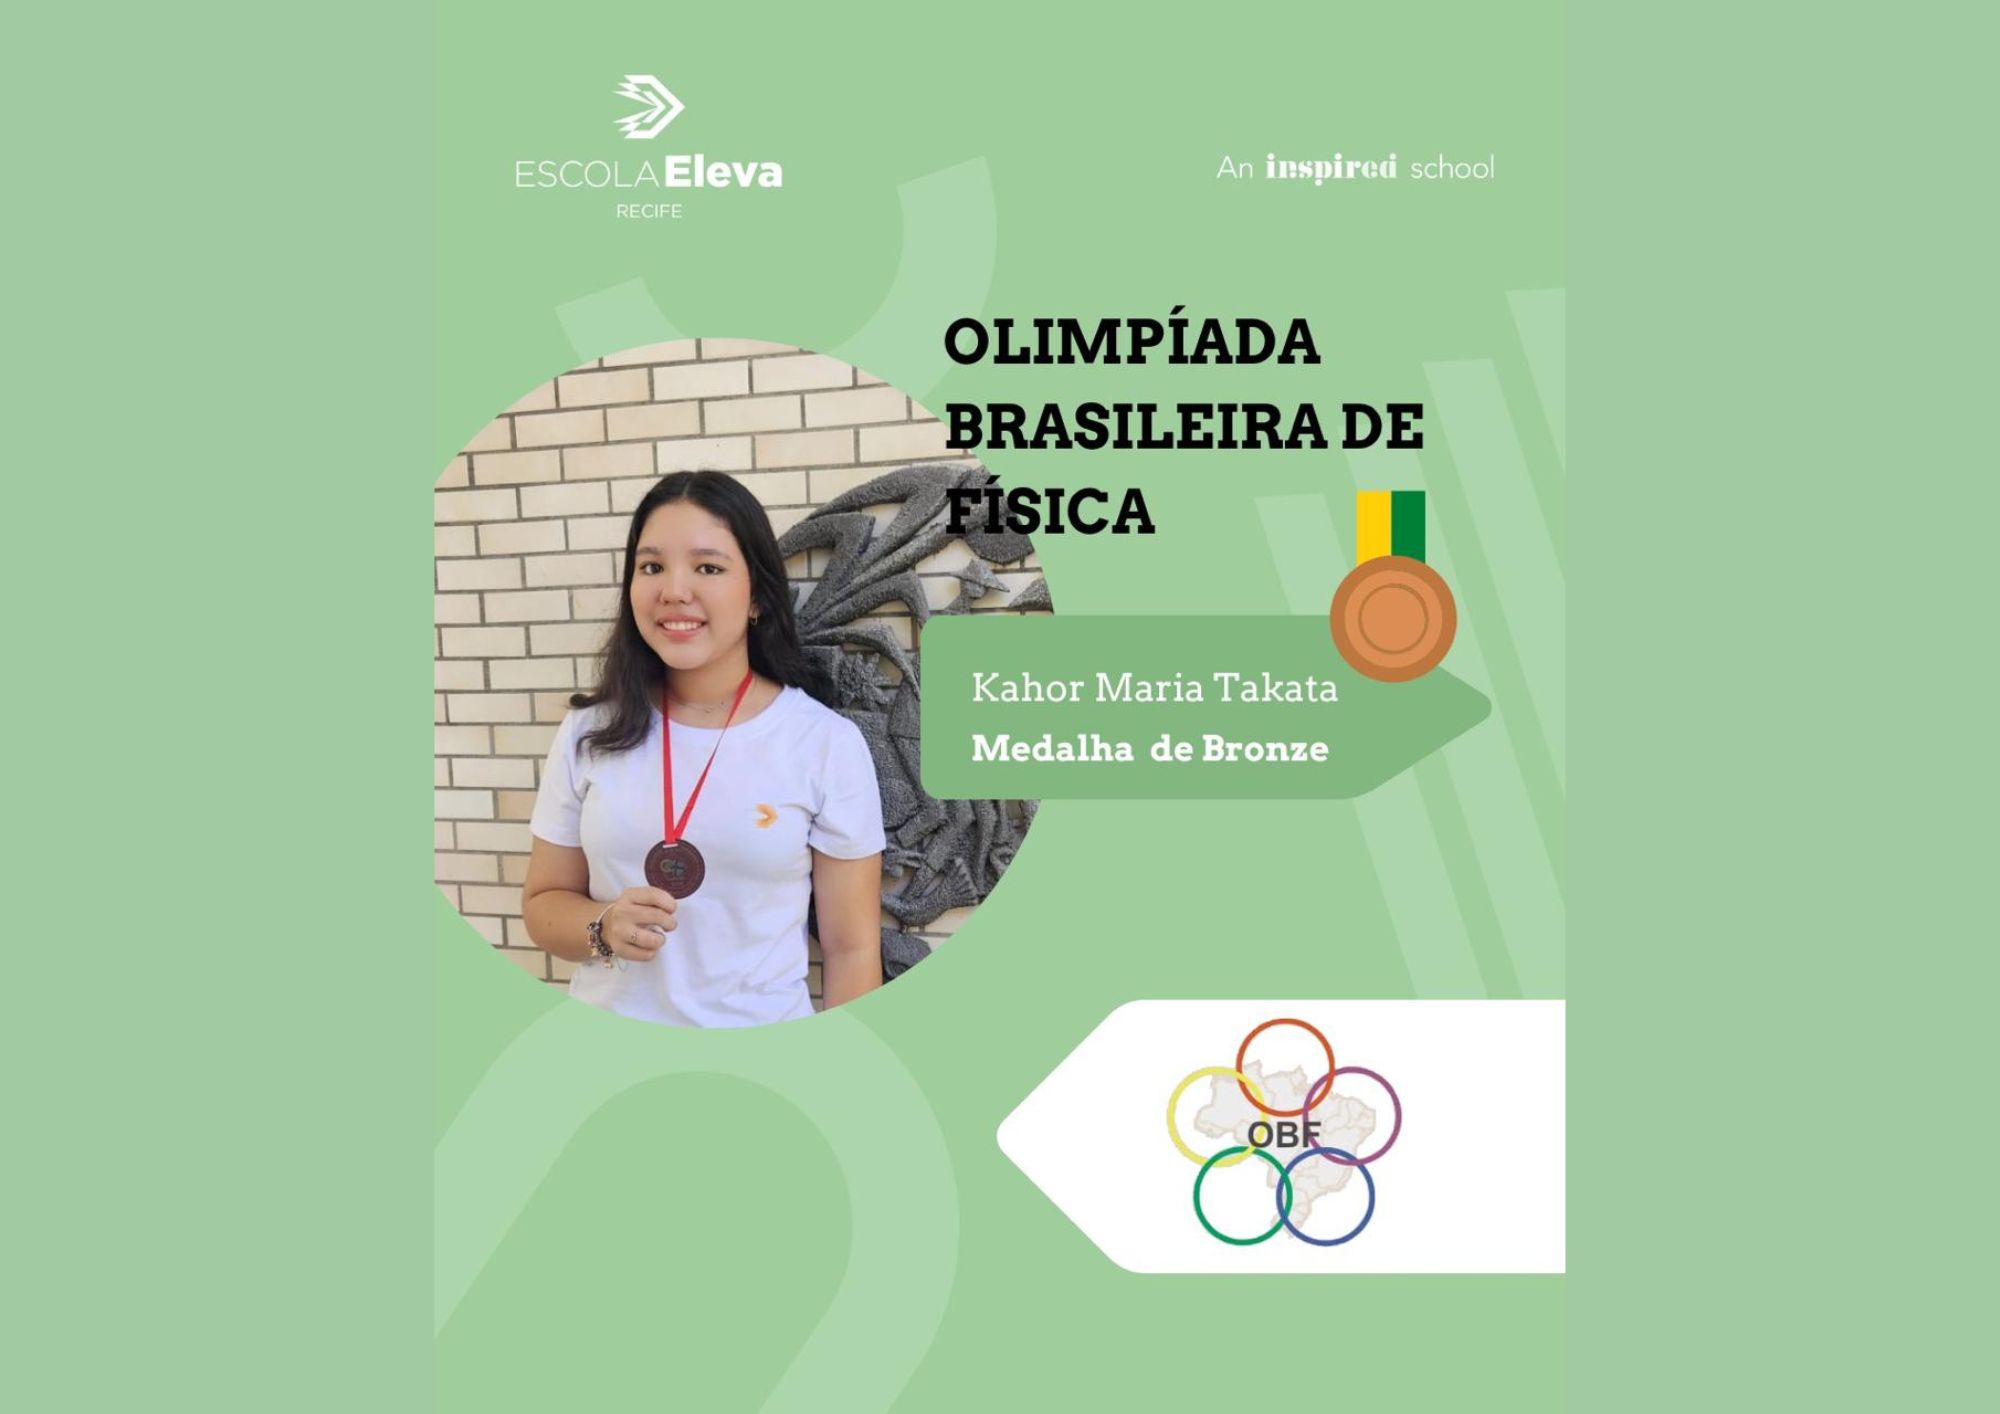 ESCOLA Eleva
RECIFE
An inspired school
OLIMPÍADA
BRASILEIRA DE
FÍSICA
Kahor Maria Takata
Medalha de Bronze
OBF